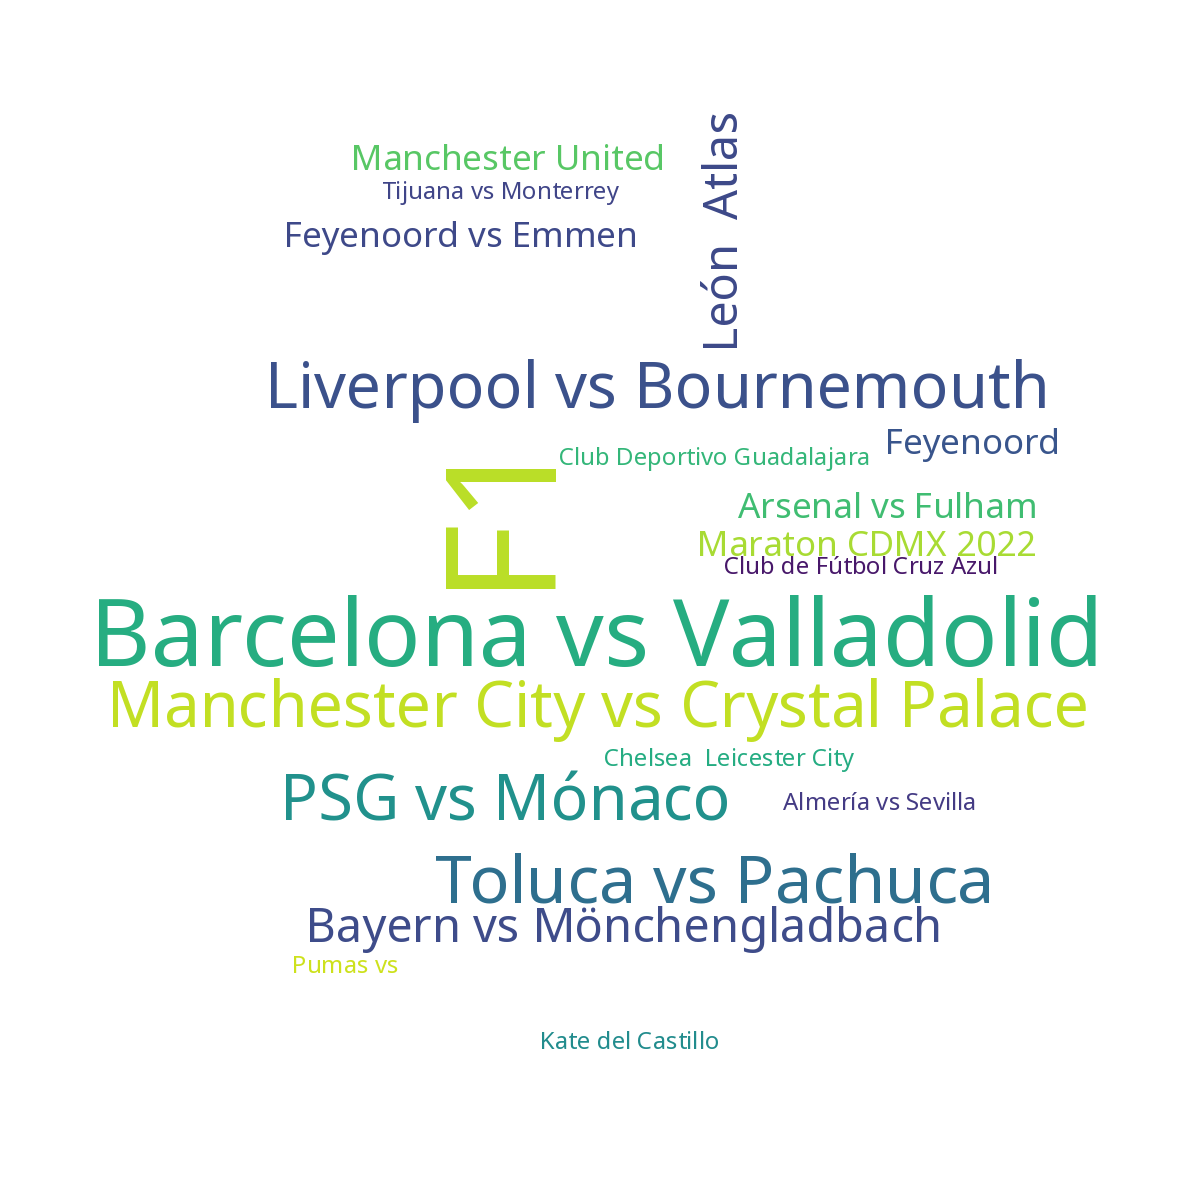 Manchester United
Tijuana vs Monterrey
Feyenoord vs Emmen
León  Atlas
Liverpool vs Bournemouth
Feyenoord
Club Deportivo Guadalajara
F1
Arsenal vs Fulham
Maraton CDMX 2022
Club de Fútbol Cruz Azul
Barcelona vs Valladolid
Manchester City vs Crystal Palace
Chelsea  Leicester City
PSG vs Mónaco
Almería vs Sevilla
Toluca vs Pachuca
Bayern vs Mönchengladbach
Pumas vs
Kate del Castillo